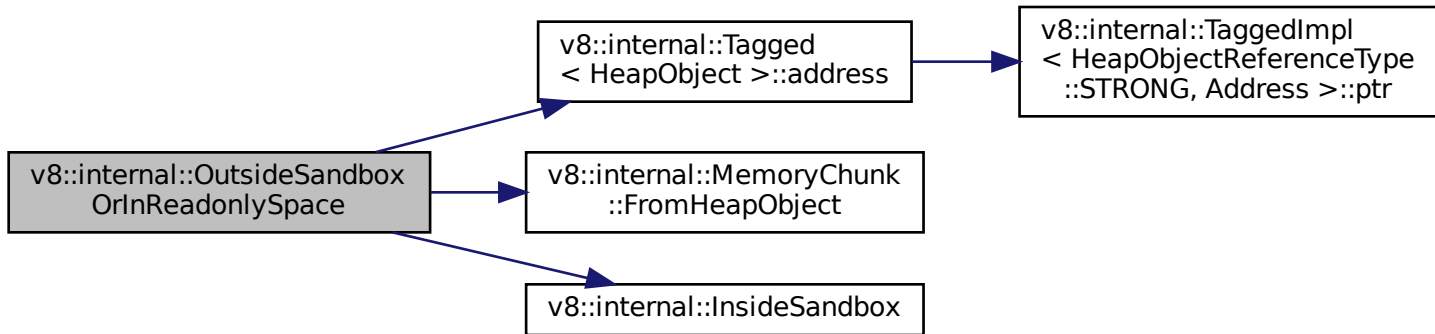 v8::internal::Tagged
< HeapObject >::address
v8::internal::TaggedImpl
< HeapObjectReferenceType
::STRONG, Address >::ptr
v8::internal::OutsideSandbox
OrInReadonlySpace
v8::internal::MemoryChunk
::FromHeapObject
v8::internal::InsideSandbox